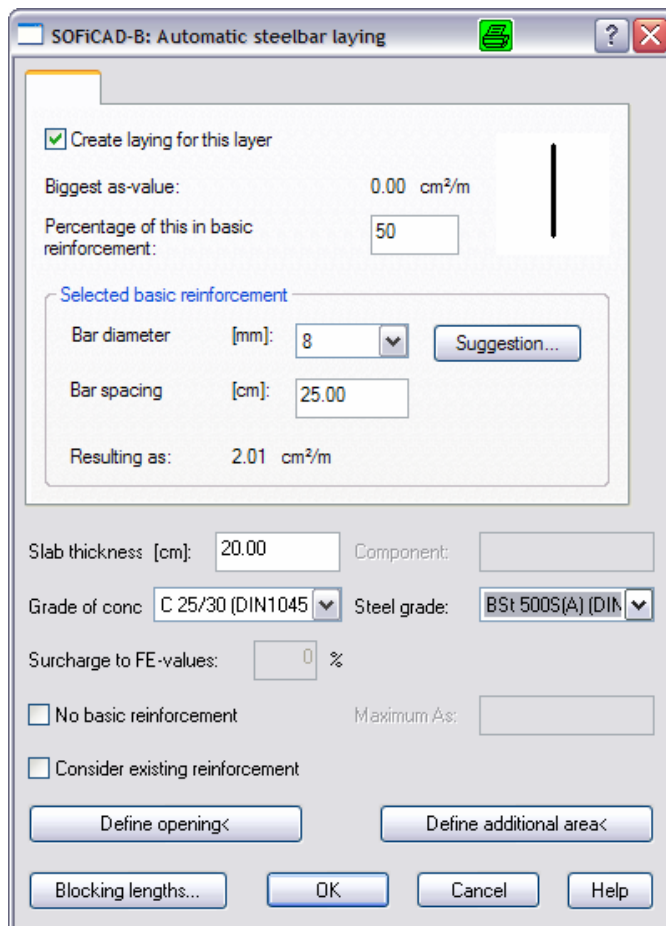 SOFiCAD-B: Automatic steelbar laying
Create laying for this layer
Biggest as-value: 0.00 cm²/m
Percentage of this in basic
reinforcement: 50
Selected basic reinforcement
Bar diameter [mm]: 8 Suggestion...
Bar spacing [cm]: 25.00
Resulting as: 2.01 cm²/m
Slab thickness [cm]: 20.00 Component:
Grade of conc C 25/30 (DIN1045 Steel grade: BSt 500S(A) (DIN
Surcharge to FE-values: 0 %
No basic reinforcement Maximum As:
Consider existing reinforcement
Define opening< Define additional area<
Blocking lengths... OK Cancel Help